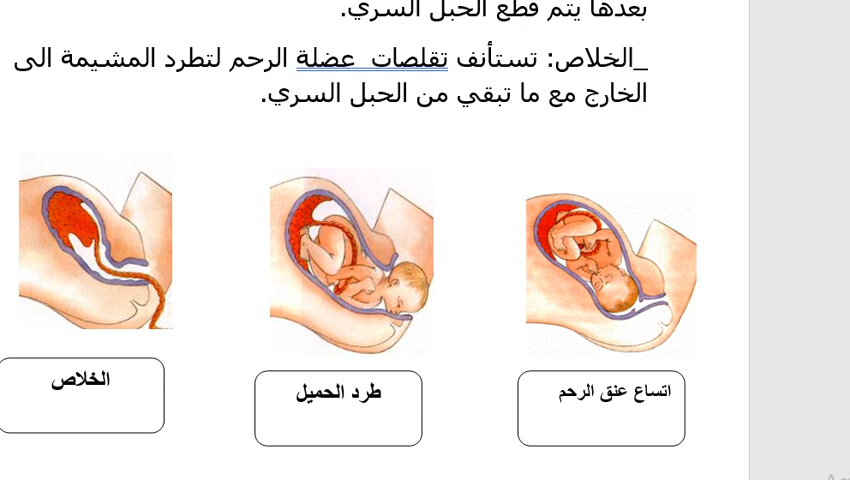 بعدها يتم قطع الحبل السري.
_الخلاص: تستأنف تقلصات عضلة الرحم لتطرد المشيمة الى
الخارج مع ما تبقي من الحبل السري.
اتساع عنق الرحم
طرد الحميل
الخلاص